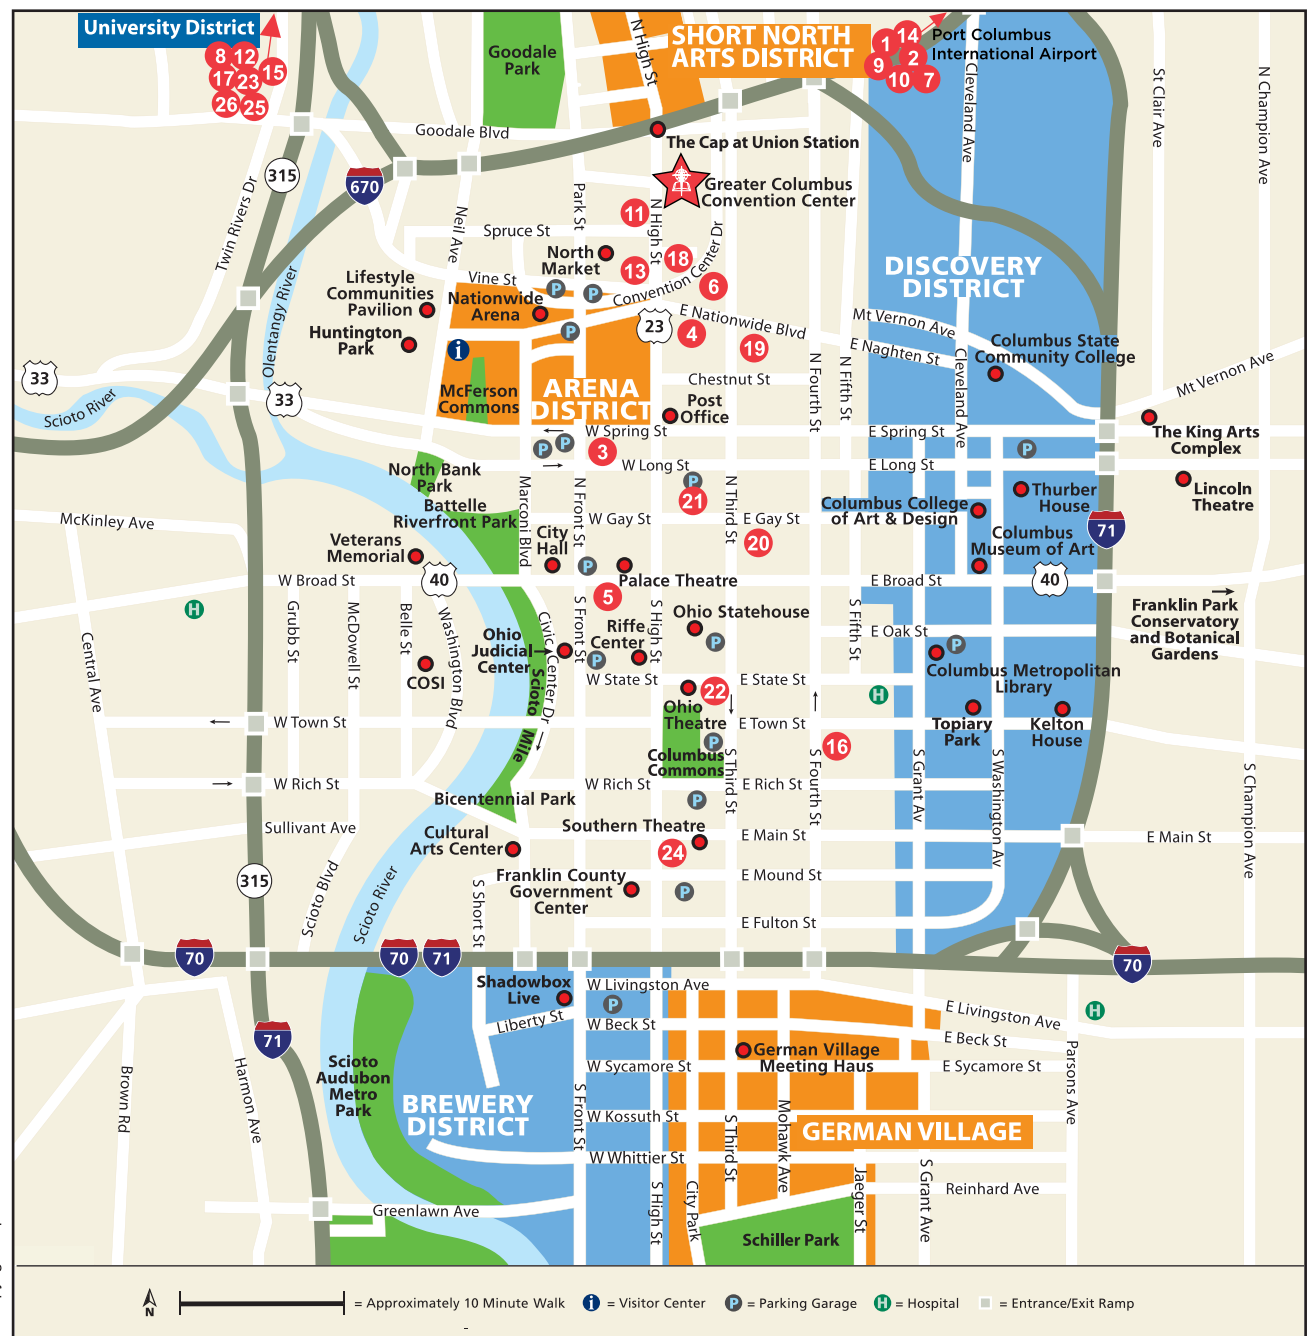 University District
8
12
17
23
15
26
25
Goodale
Park
N High St
SHORT NORTH
ARTS DISTRICT
1
14
2
9
10
7
Port Columbus
International Airport
Cleveland Ave
St Clair Ave
N Champion Ave
Goodale Blvd
The Cap at Union Station
315
670
Twin Rivers Dr
Greater Columbus
Convention Center
Park St
Neil Ave
11
N High St
Spruce St
Convention Center Dr
North
Market
18
13
6
Olentangy River
Lifestyle
Communities
Pavilion
Vine St
Nationwide
Arena
P
P
P
Huntington
Park
i
23
E Nationwide Blvd
4
19
DISCOVERY
DISTRICT
Mt Vernon Ave
E Naghten St
Columbus State
Community College
Mt Vernon Ave
N Fourth St
N Fifth St
Cleveland Ave
33
33
Scioto River
McFerson
Commons
ARENA
DISTRICT
Chestnut St
Post
Office
W Spring St
E Spring St
The King Arts
Complex
P
P
3
W Long St
E Long St
P
North Bank
Park
Marconi Blvd
N Front St
P
21
N Third St
Thurber
House
Lincoln
Theatre
Battelle
Riverfront Park
W Gay St
E Gay St
Columbus College
of Art & Design
McKinley Ave
Veterans
Memorial
City
Hall
20
Columbus
Museum of Art
71
P
Palace Theatre
W Broad St
40
E Broad St
40
H
5
Franklin Park
Conservatory
and Botanical
Gardens
Central Ave
Grubb St
McDowell St
Belle St
Washington Blvd
Civic Center Dr
S Front St
S High St
Ohio Statehouse
S Fifth St
E Oak St
Ohio
Judicial
Center
Riffe
Center
P
P
P
COSI
Columbus Metropolitan
Library
W State St
E State St
22
H
Scioto Mile
Ohio
Theatre
W Town St
E Town St
Topiary
Park
Kelton
House
P
16
Columbus
Commons
S Third St
S Fourth St
S Grant Av
S Washington Av
S Champion Ave
W Rich St
W Rich St
E Rich St
Bicentennial Park
P
Sullivant Ave
Cultural
Arts Center
Southern Theatre
E Main St
E Main St
24
315
Scioto Blvd
Scioto River
S Short St
Franklin County
Government
Center
E Mound St
P
E Fulton St
70
70
71
70
Shadowbox
Live
W Livingston Ave
P
E Livingston Ave
H
Liberty St
W Beck St
E Beck St
71
German Village
Meeting Haus
Scioto
Audubon
Metro
Park
W Sycamore St
E Sycamore St
Brown Rd
Harmon Ave
Parsons Ave
BREWERY
DISTRICT
S Front St
W Kossuth St
S Third St
Mohawk Ave
GERMAN VILLAGE
W Whittier St
Jaeger St
S Grant Ave
S High St
City Park
Reinhard Ave
Greenlawn Ave
Schiller Park
N
= Approximately 10 Minute Walk
i = Visitor Center
P = Parking Garage
H = Hospital
= Entrance/Exit Ramp